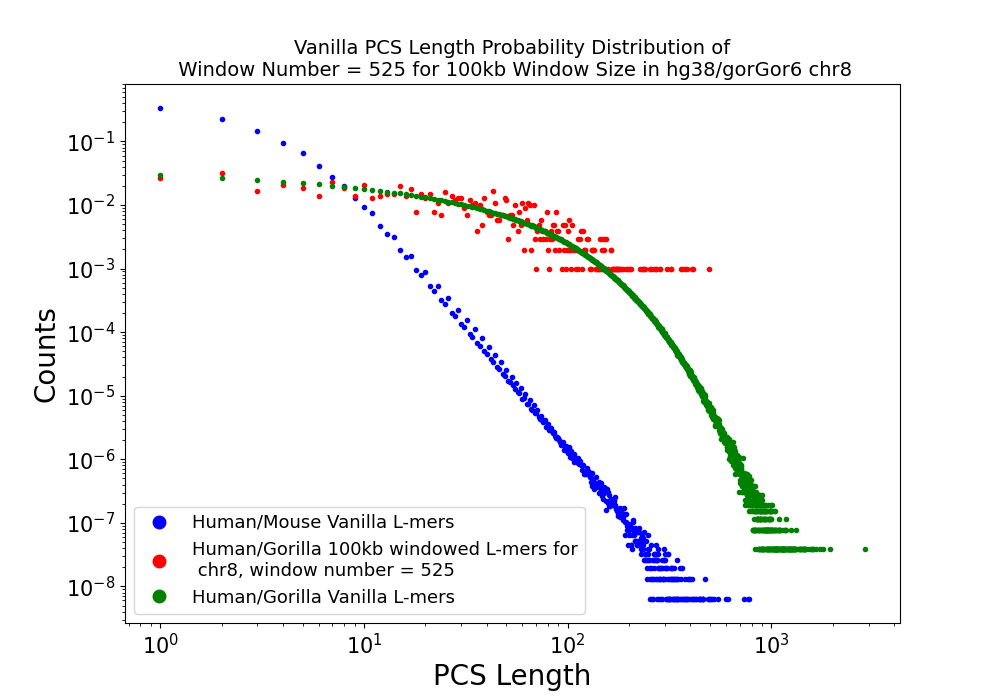 Vanilla PCS Length Probability Distribution of
Window Number = 525 for 100kb Window Size in hg38/gorGor6 chr8
10^-1
10^-2
10^-3
10^-4
10^-5
10^-6
10^-7
10^-8
Counts
Human/Mouse Vanilla L-mers
Human/Gorilla 100kb windowed L-mers for
chr8, window number = 525
Human/Gorilla Vanilla L-mers
10^0 10^1 10^2 10^3
PCS Length